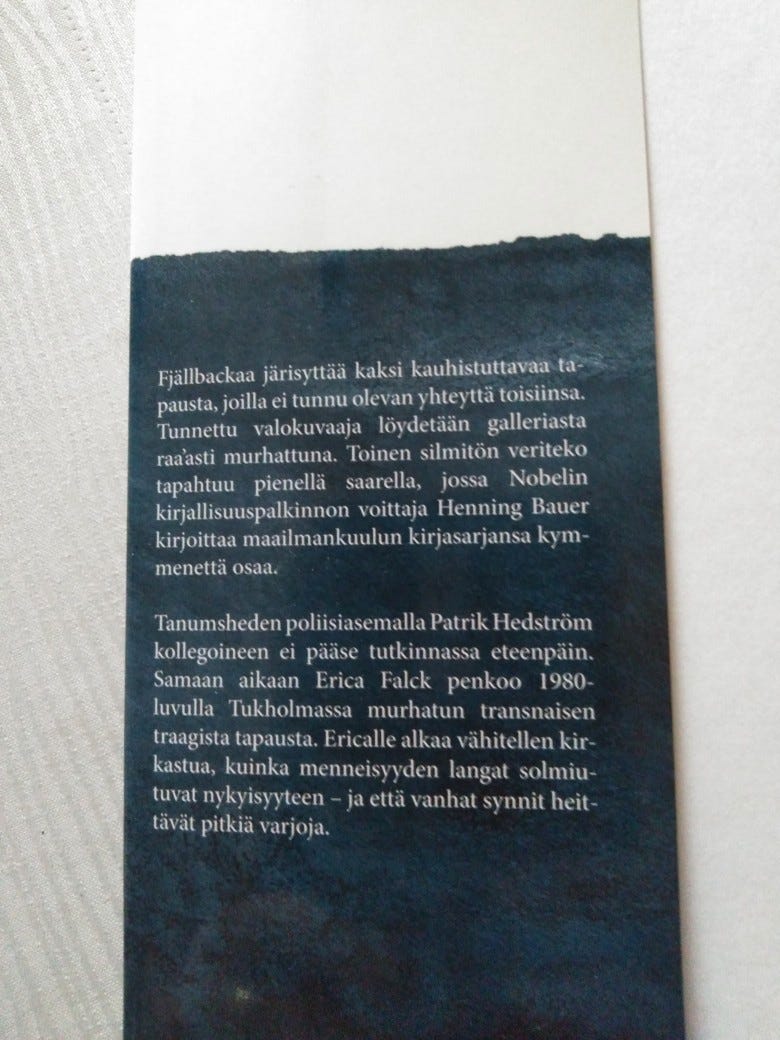 Fjällbackaa järisyttää kaksi kauhistuttavaa ta-
pausta, joilla ei tunnu olevan yhteyttä toisiinsa.
Tunnettu valokuvaaja löydetään galleriasta
raa'asti murhattuna. Toinen silmitön veriteko
tapahtuu pienellä saarella, jossa Nobelin
kirjallisuuspalkinnon voittaja Henning Bauer
kirjoittaa maailmankuulun kirjasarjansa kym-
menettä osaa.
Tanumsheden poliisiasemalla Patrik Hedström
kollegoineen ei pääse tutkinnassa eteenpäin.
Samaan aikaan Erica Falck penkoo 1980-
luvulla Tukholmassa murhatun transnaisen
traagista tapausta. Ericalle alkaa vähitellen kir-
kastua, kuinka menneisyyden langat solmiu-
tuvat nykyisyyteen – ja että vanhat synnit heit-
tävät pitkiä varjoja.